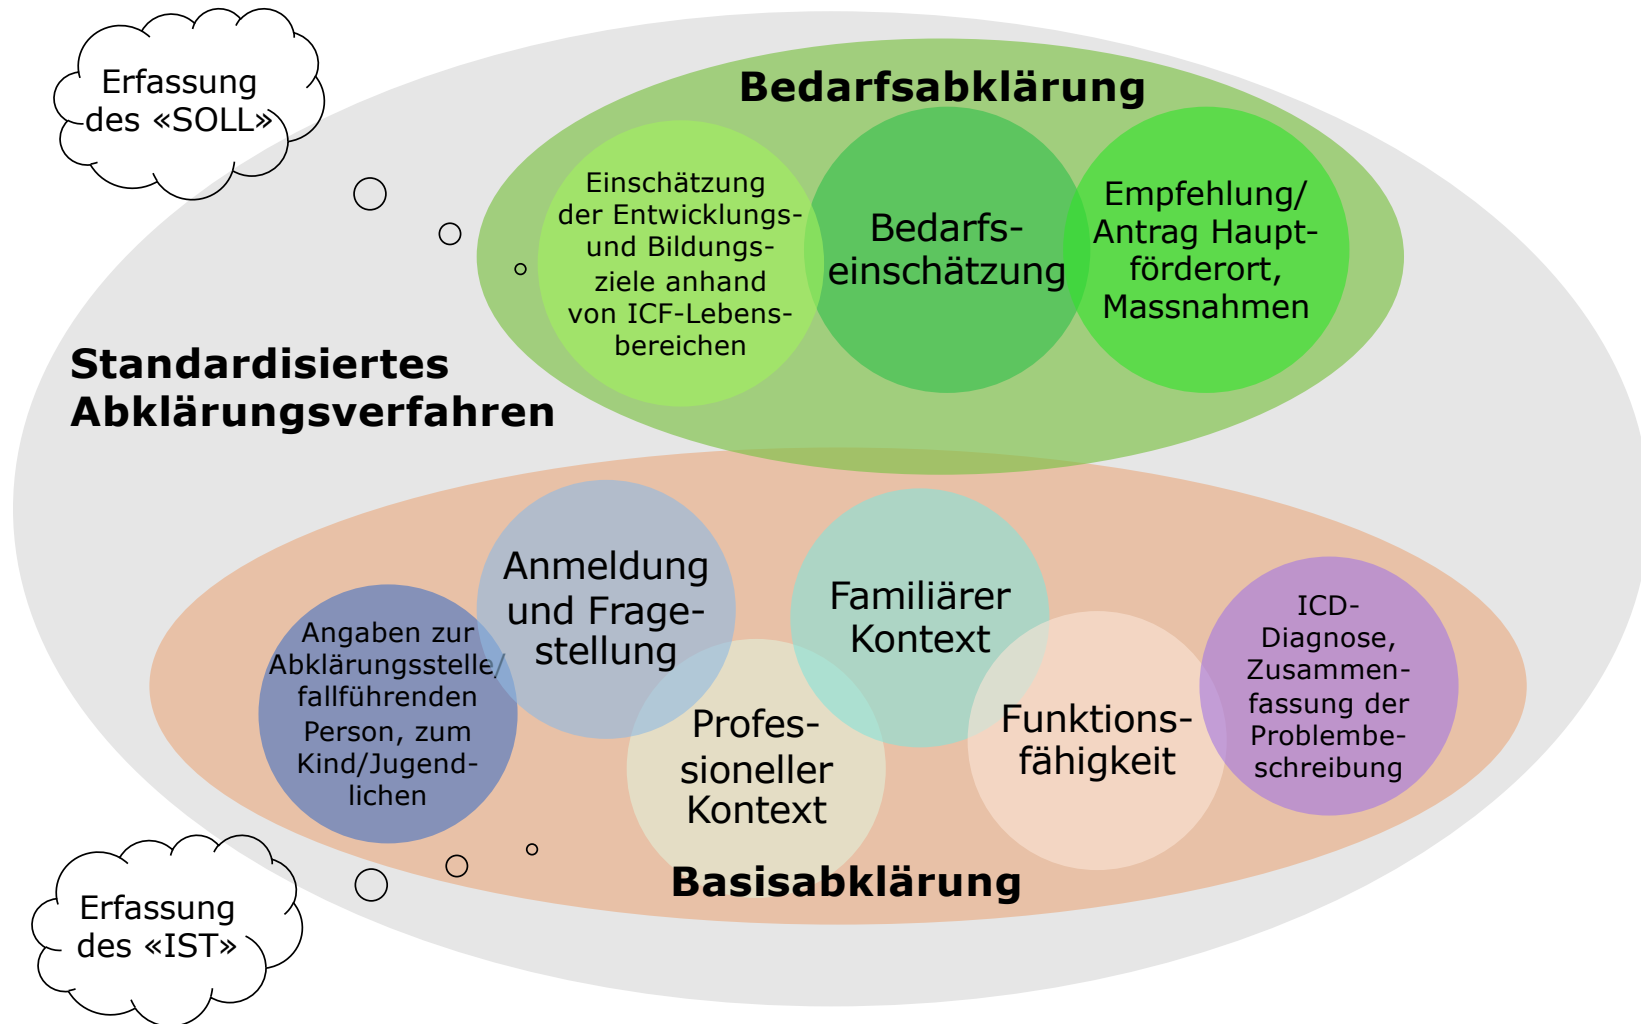 Erfassung
des «SOLL»
Bedarfsabklärung
Einschätzung
der Entwicklungs-
und Bildungs-
ziele anhand
von ICF-Lebens-
bereichen
Bedarfs-
einschätzung
Empfehlung/
Antrag Haupt-
förderort,
Massnahmen
Standardisiertes
Abklärungsverfahren
Angaben zur
Abklärungsstelle/
fallführenden
Person, zum
Kind/Jugend-
lichen
Anmeldung
und Frage-
stellung
Profes-
sioneller
Kontext
Familiärer
Kontext
Funktions-
fähigkeit
ICD-
Diagnose,
Zusammen-
fassung der
Problembe-
schreibung
Basisabklärung
Erfassung
des «IST»